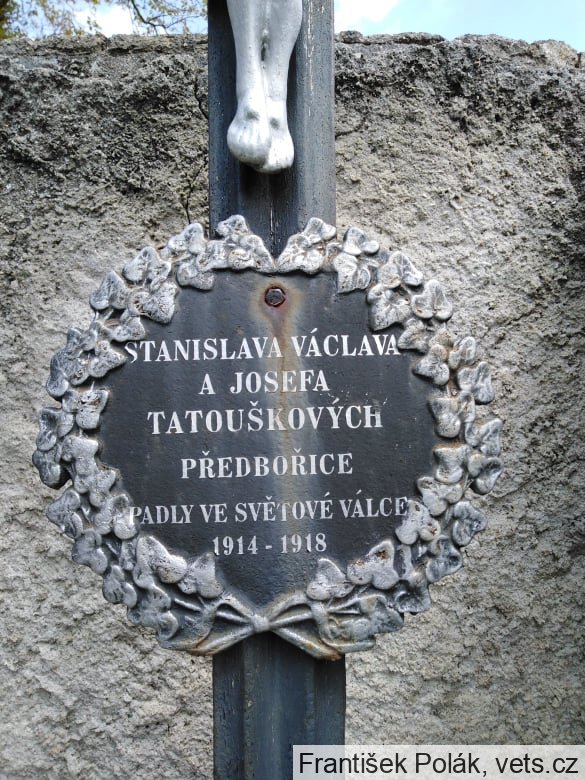 STANISLAVA VÁCLAVA
A JOSEFA
TATOUŠKOVÝCH
PŘEDBOŘICE
PADLY VE SVĚTOVÉ VÁLCE
1914 - 1918
František Polák, vets.cz